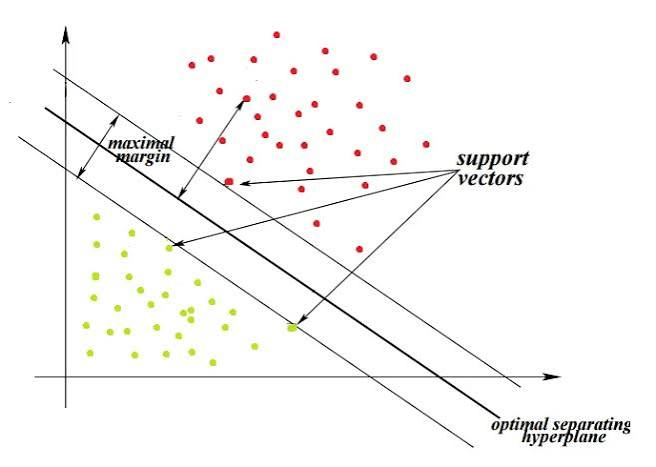 maximal
margin
support
vectors
optimal separating
hyperplane